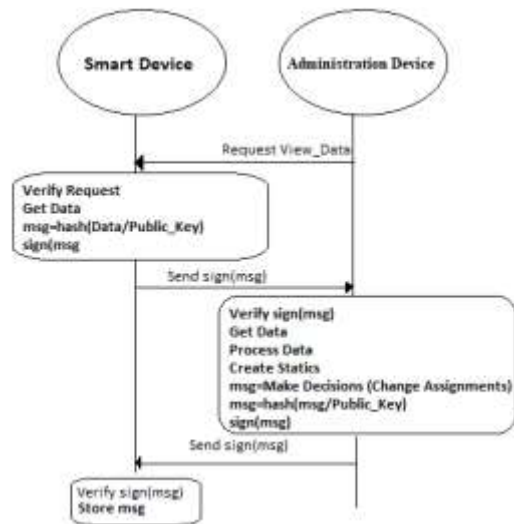 Smart Device
Administration Device
Request View_Data
Verify Request
Get Data
msg=hash(Data/Public_Key)
sign(msg
Send sign(msg)
Verify sign(msg)
Get Data
Process Data
Create Statics
msg=Make Decisions (Change Assignments)
msg=hash(msg/Public_Key)
sign(msg)
Send sign(msg)
Verify sign(msg)
Store msg